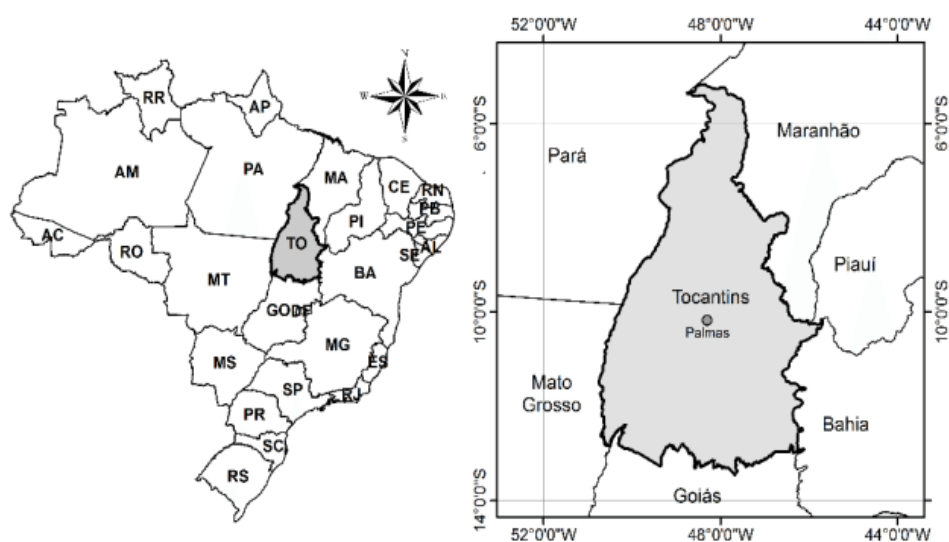 RR
AP
AM
PA
MA
CE
RN
PB
PI
PE
AL
SE
AC
RO
TO
BA
MT
GO
DF
MG
ES
MS
SP
RJ
PR
SC
RS
W
52°0'0"W
48°0'0"W
44°0'0"W
6°0'0"S
6°0'0"S
Maranhão
Pará
Piauí
Tocantins
10°0'0"S
10°0'0"S
Palmas
Mato
Grosso
Bahia
Goiás
14°0'0"S
14°0'0"S
52°0'0"W
48°0'0"W
44°0'0"W